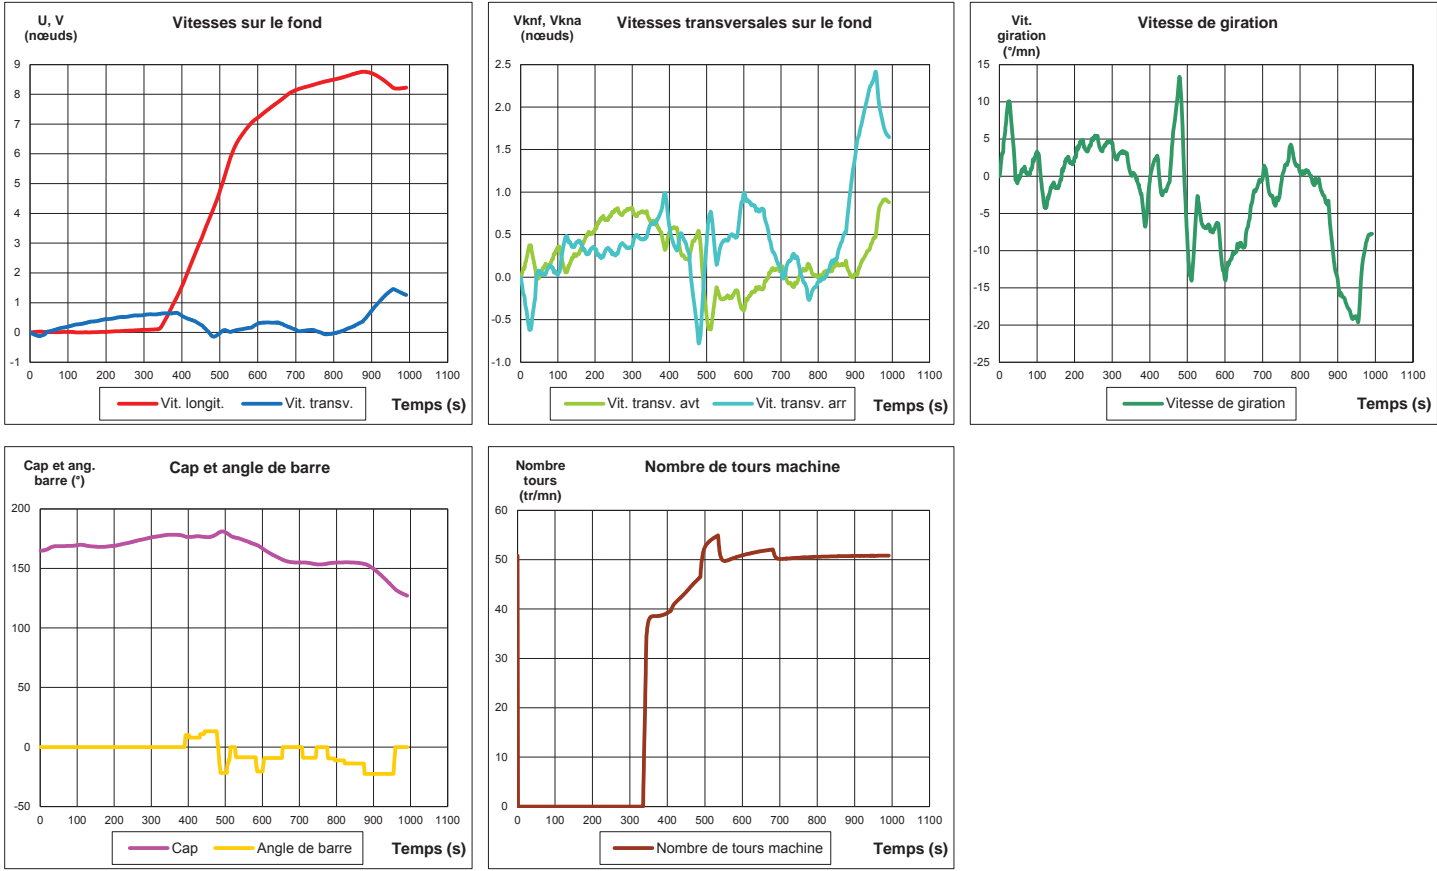 U, V
(nœuds)
Vitesses sur le fond
9
8
7
6
5
4
3
2
1
0
-1
0 100 200 300 400 500 600 700 800 900 1000 1100
Vit. longit. Vit. transv.
Temps (s)
Vknf, Vkna
(nœuds)
Vitesses transversales sur le fond
2.5
2.0
1.5
1.0
0.5
0.0
-0.5
-1.0
0 100 200 300 400 500 600 700 800 900 1000 1100
Vit. transv. avt Vit. transv. arr
Temps (s)
Vit.
giration
(°/mn)
Vitesse de giration
15
10
5
0
-5
-10
-15
-20
-25
0 100 200 300 400 500 600 700 800 900 1000 1100
Vitesse de giration
Temps (s)
Cap et ang.
barre (°)
Cap et angle de barre
200
150
100
50
0
-50
0 100 200 300 400 500 600 700 800 900 1000 1100
Cap Angle de barre
Temps (s)
Nombre
tours
(tr/mn)
Nombre de tours machine
60
50
40
30
20
10
0
0 100 200 300 400 500 600 700 800 900 1000 1100
Nombre de tours machine
Temps (s)